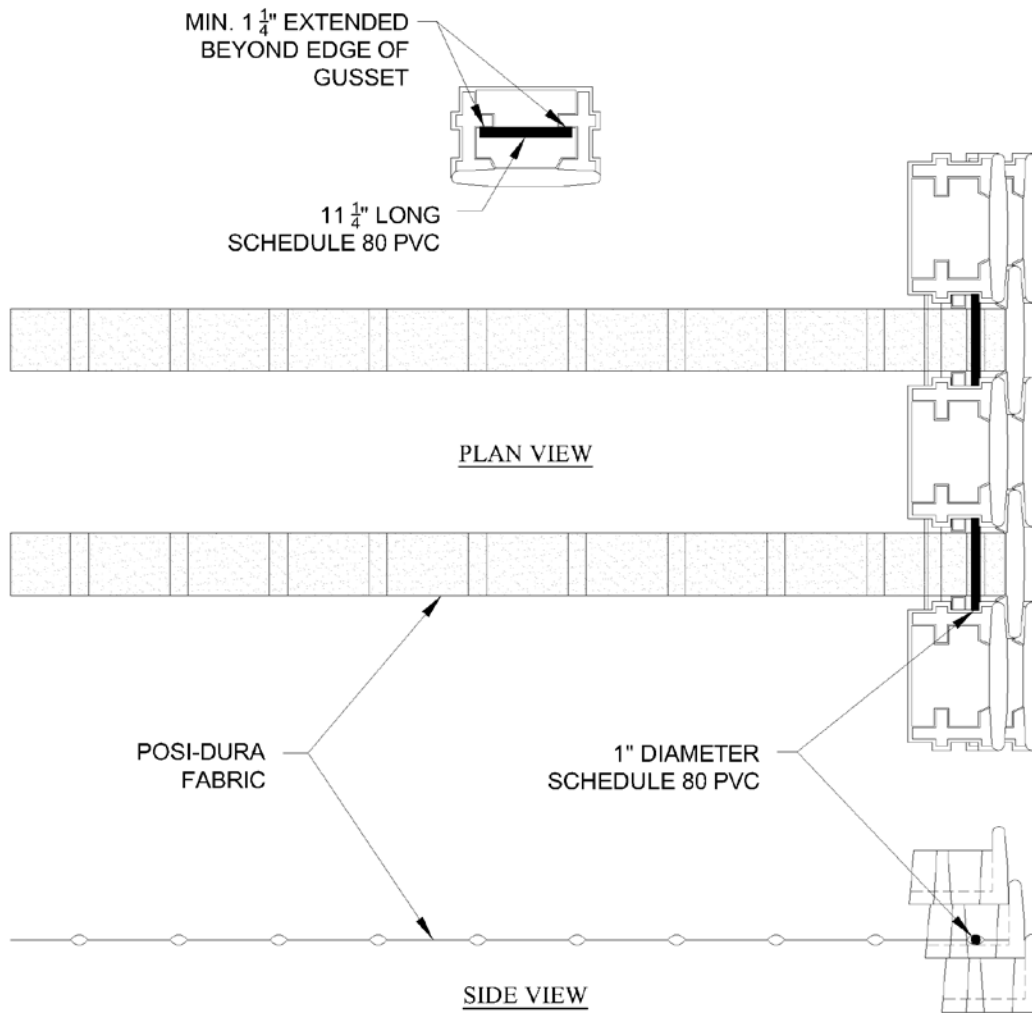 MIN. 1 1/4" EXTENDED
BEYOND EDGE OF
GUSSET
11 1/4" LONG
SCHEDULE 80 PVC
PLAN VIEW
POSI-DURA
FABRIC
1" DIAMETER
SCHEDULE 80 PVC
SIDE VIEW